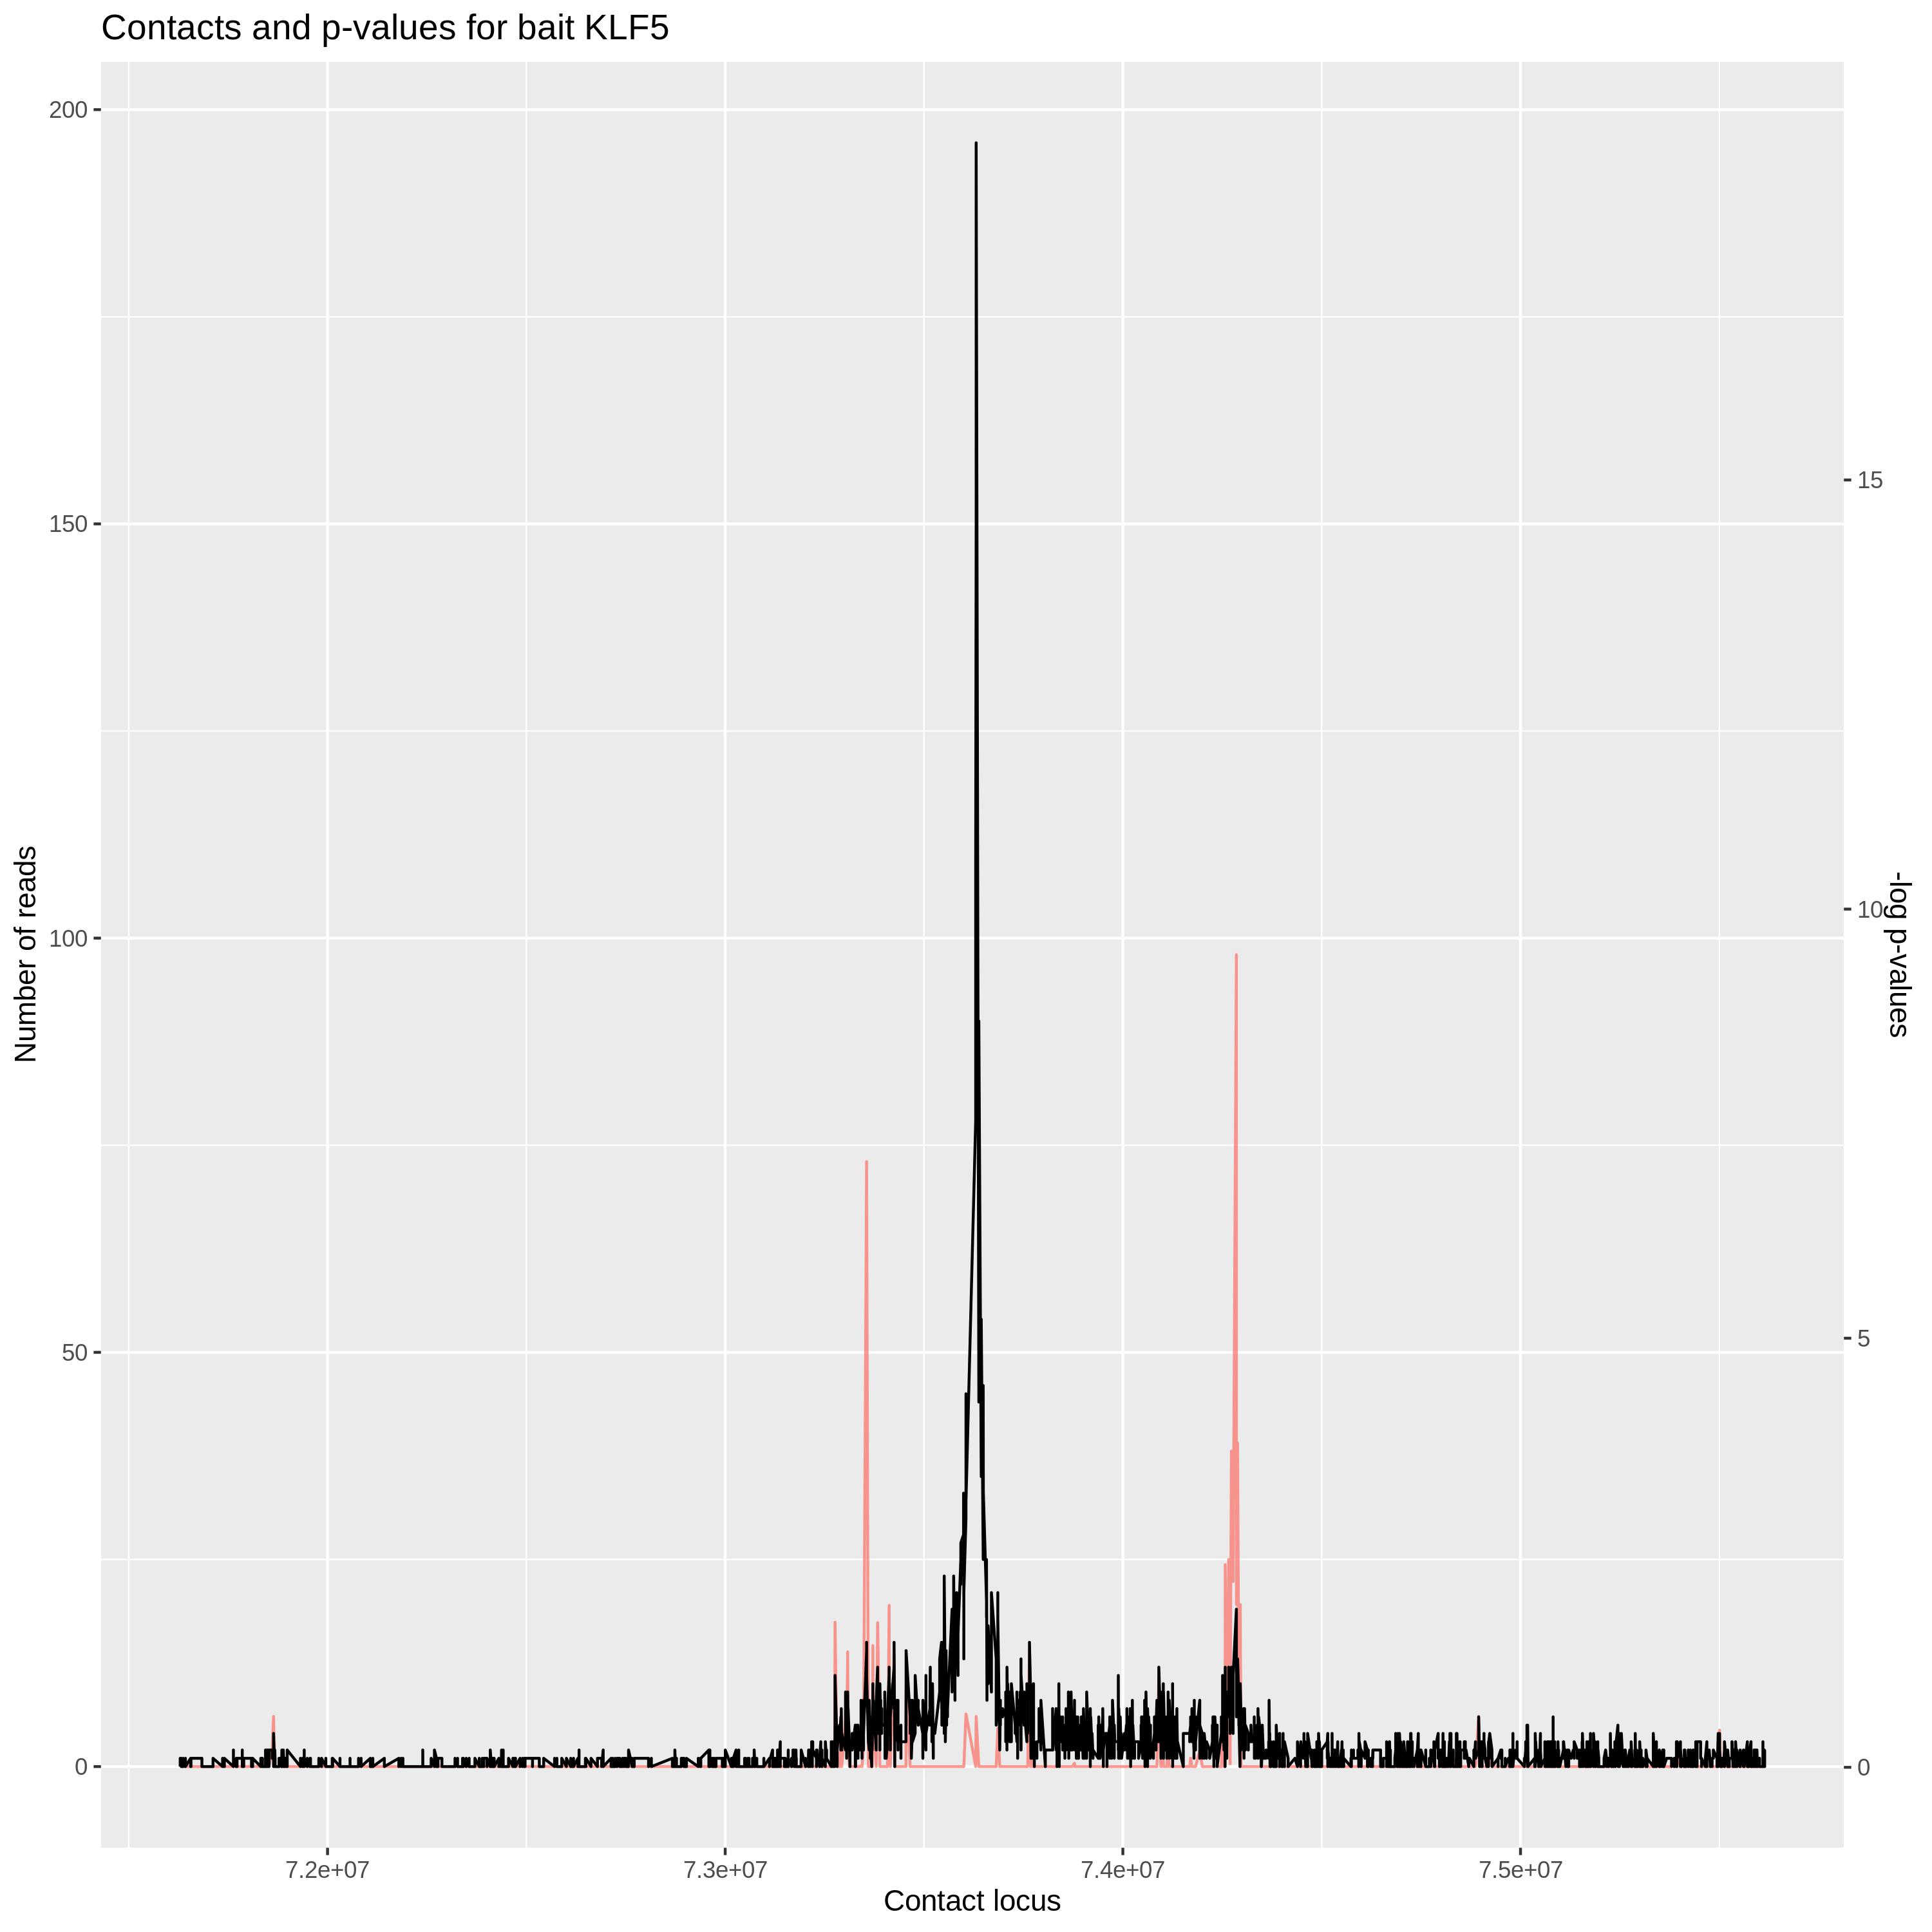 Contacts and p-values for bait KLF5
200
150
100
50
0
Number of reads
15
10
5
0
-log p-values
7.2e+07
7.3e+07
7.4e+07
7.5e+07
Contact locus